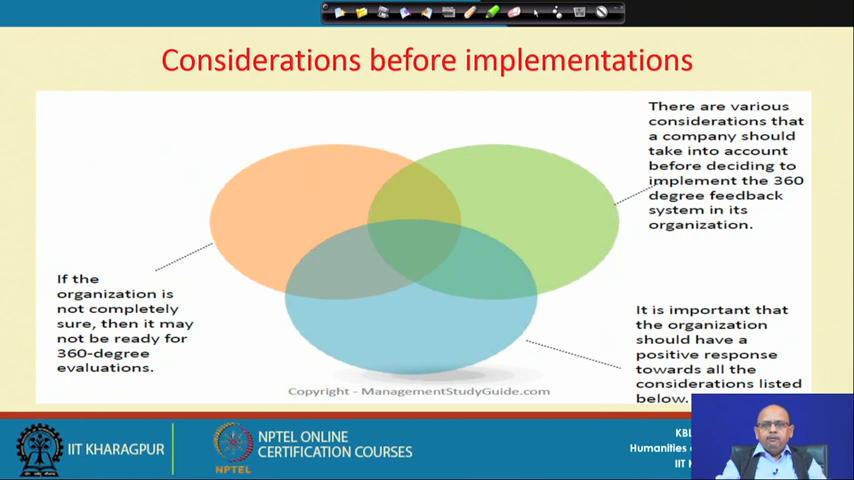 Considerations before implementations
There are various
considerations that
a company should
take into account
before deciding to
implement the 360
degree feedback
system in its
organization.
If the
organization is
not completely
sure, then it may
not be ready for
360-degree
evaluations.
It is important that
the organization
should have a
positive response
towards all the
considerations listed
below.
Copyright - ManagementStudyGuide.com
IIT KHARAGPUR
NPTEL
NPTEL ONLINE
CERTIFICATION COURSES
KBL
Humanities
IIT K